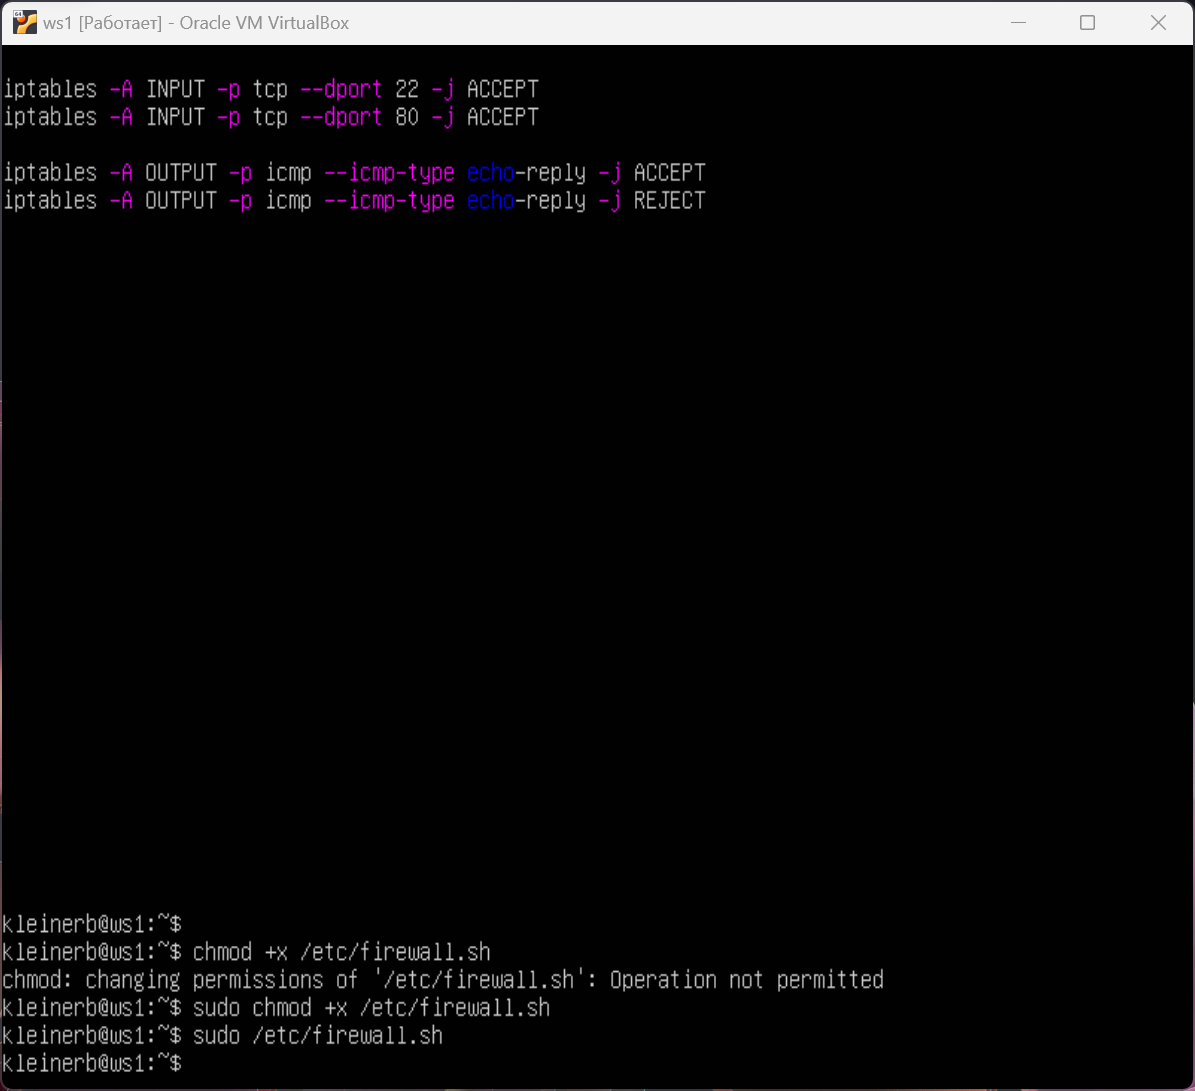 ws1 [Работает] - Oracle VM VirtualBox
iptables -A INPUT -p tcp --dport 22 -j ACCEPT
iptables -A INPUT -p tcp --dport 80 -j ACCEPT
iptables -A OUTPUT -p icmp --icmp-type echo-reply -j ACCEPT
iptables -A OUTPUT -p icmp --icmp-type echo-reply -j REJECT
kleinerb@ws1:~$
kleinerb@ws1:~$ chmod +x /etc/firewall.sh
chmod: changing permissions of '/etc/firewall.sh': Operation not permitted
kleinerb@ws1:~$ sudo chmod +x /etc/firewall.sh
kleinerb@ws1:~$ sudo /etc/firewall.sh
kleinerb@ws1:~$